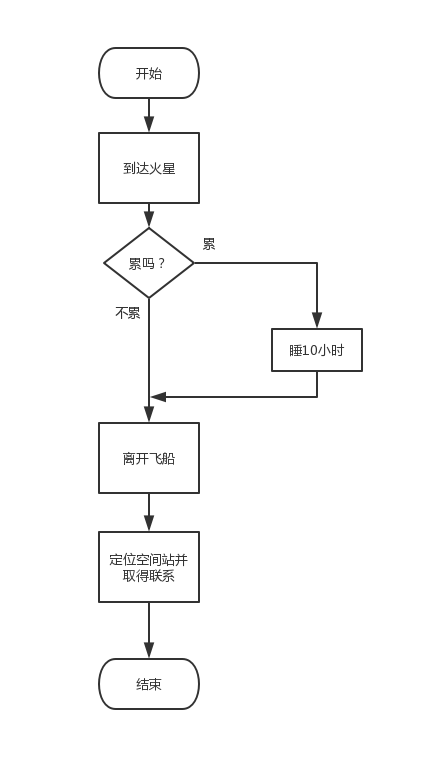 开始
到达火星
累吗？
累
不累
睡10小时
离开飞船
定位空间站并
取得联系
结束